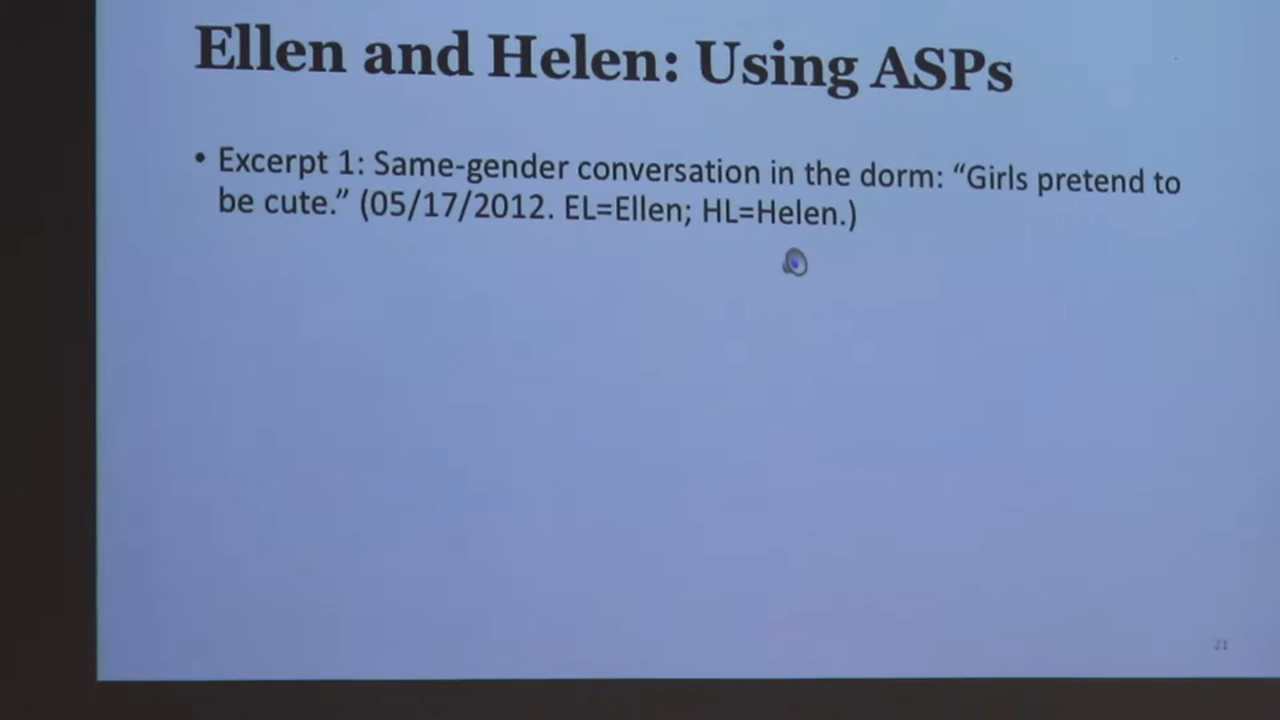 Ellen and Helen: Using ASPs
• Excerpt 1: Same-gender conversation in the dorm: “Girls pretend to
be cute.” (05/17/2012. EL=Ellen; HL=Helen.)
21